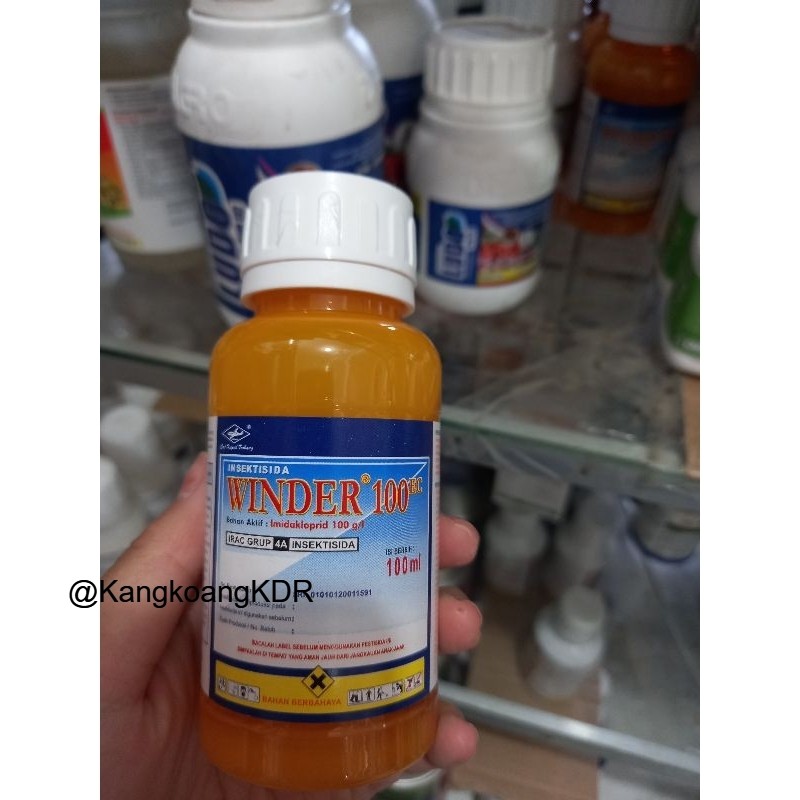 INSEKTISIDA
WINDER® 100 EC
Bahan Aktif : Imidakloprid 100 g/l
IRAC GRUP 4A INSEKTISIDA
ISI BERSIH :
100 ml
@KangkoangKDR
01010120011591
BACALAH LABEL SEBELUM MENGGUNAKAN PESTISIDA INI
SIMPANLAH DI TEMPAT YANG AMAN JAUH DARI JANGKAUAN ANAK-ANAK
BAHAN BERBAHAYA